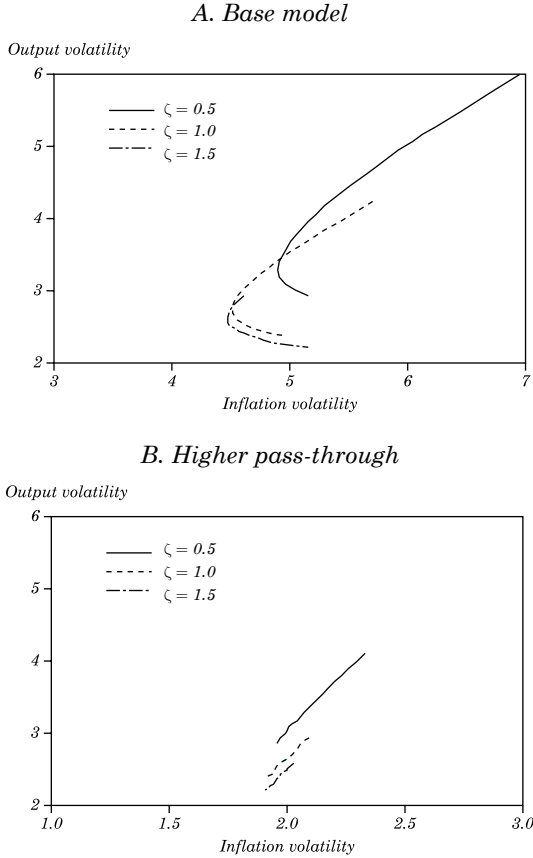 A. Base model
Output volatility
6
ζ = 0.5
ζ = 1.0
ζ = 1.5
5
4
3
2
3 4 5 6 7
Inflation volatility
B. Higher pass-through
Output volatility
6
ζ = 0.5
ζ = 1.0
ζ = 1.5
5
4
3
2
1.0 1.5 2.0 2.5 3.0
Inflation volatility